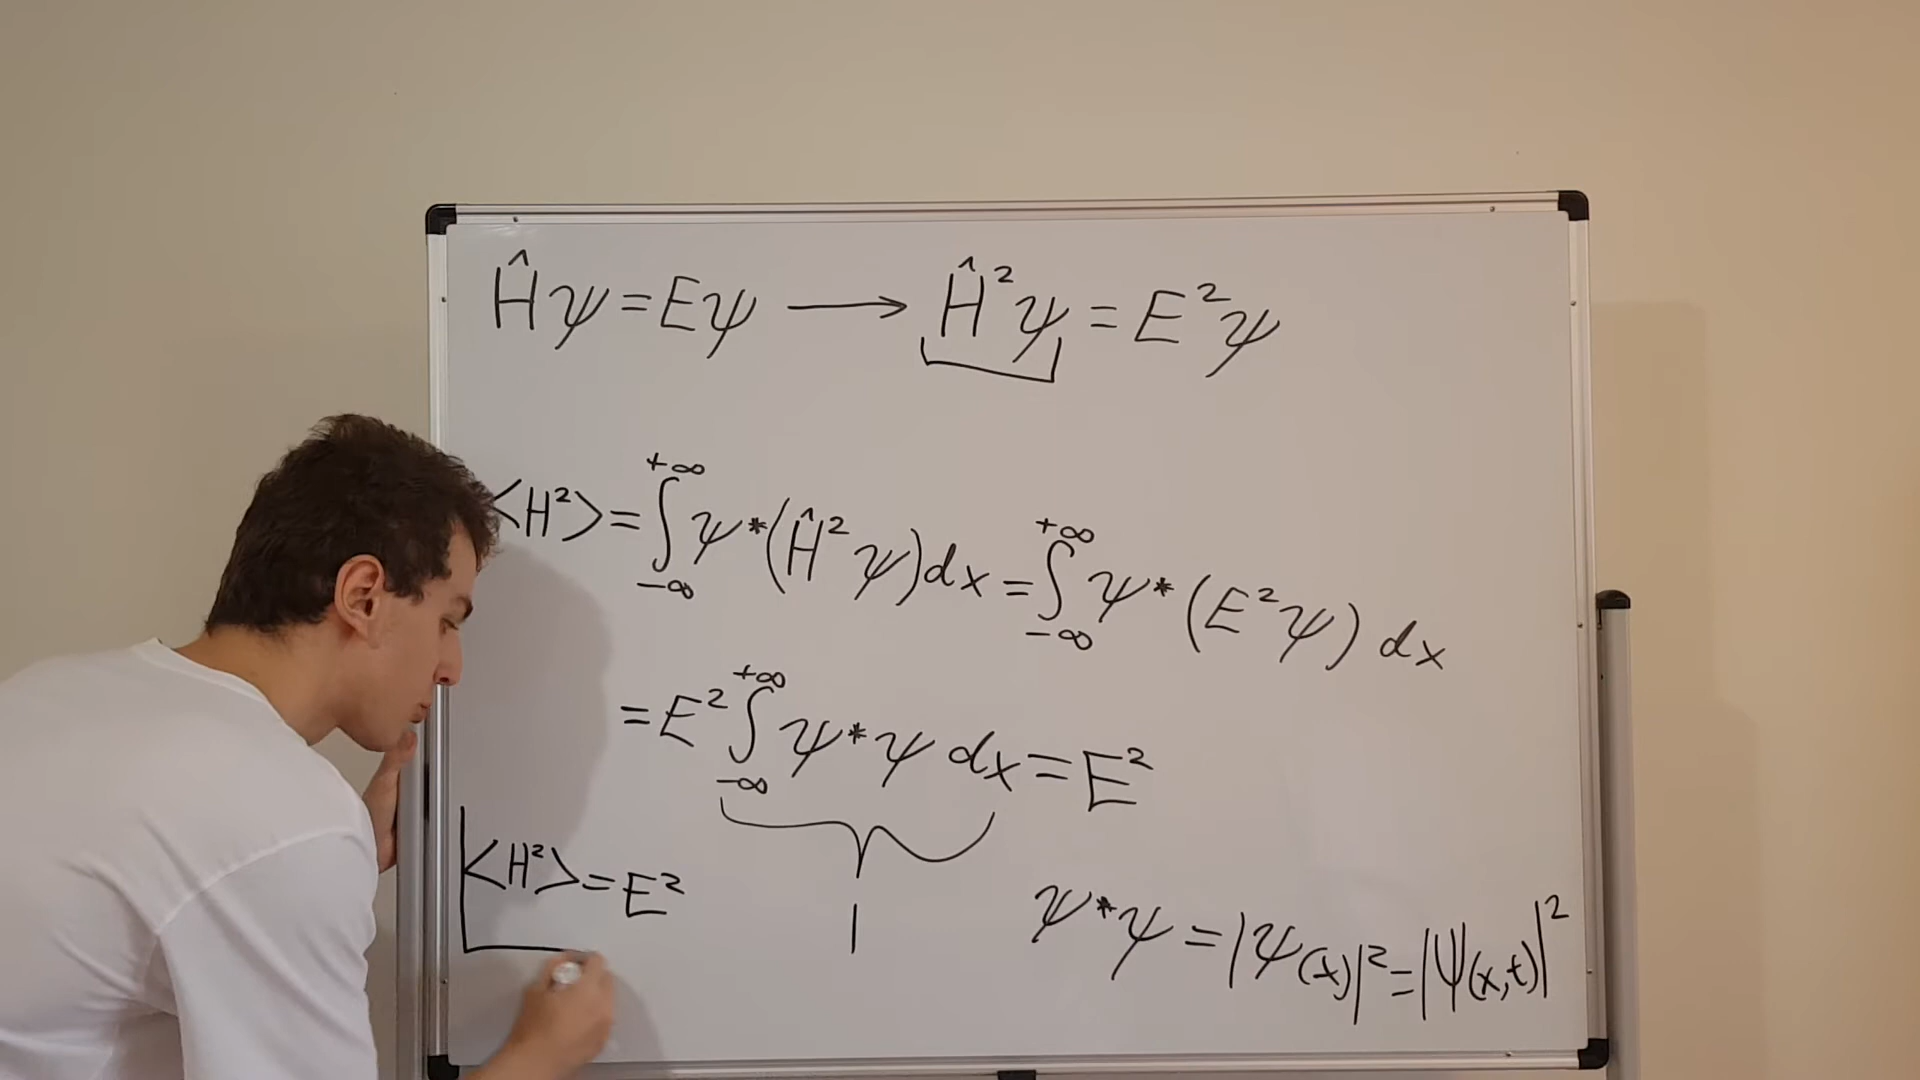 Ĥψ = Eψ ⟶ Ĥ²ψ = E²ψ
<H²> = ∫_{-∞}^{+∞} ψ*(Ĥ²ψ)dx = ∫_{-∞}^{+∞} ψ*(E²ψ) dx
= E² ∫_{-∞}^{+∞} ψ*ψ dx = E²
1
<H²> = E²
ψ*ψ = |ψ(x)|² = |Ψ(x,t)|²